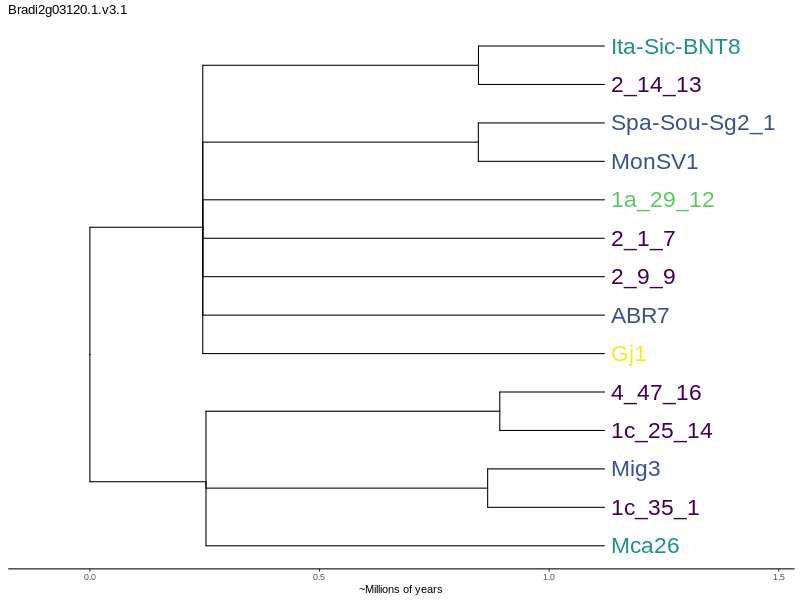 Bradi2g03120.1.v3.1
Ita-Sic-BNT8
2_14_13
Spa-Sou-Sg2_1
MonSV1
1a_29_12
2_1_7
2_9_9
ABR7
Gj1
4_47_16
1c_25_14
Mig3
1c_35_1
Mca26
0.0 0.5 1.0 1.5
~Millions of years